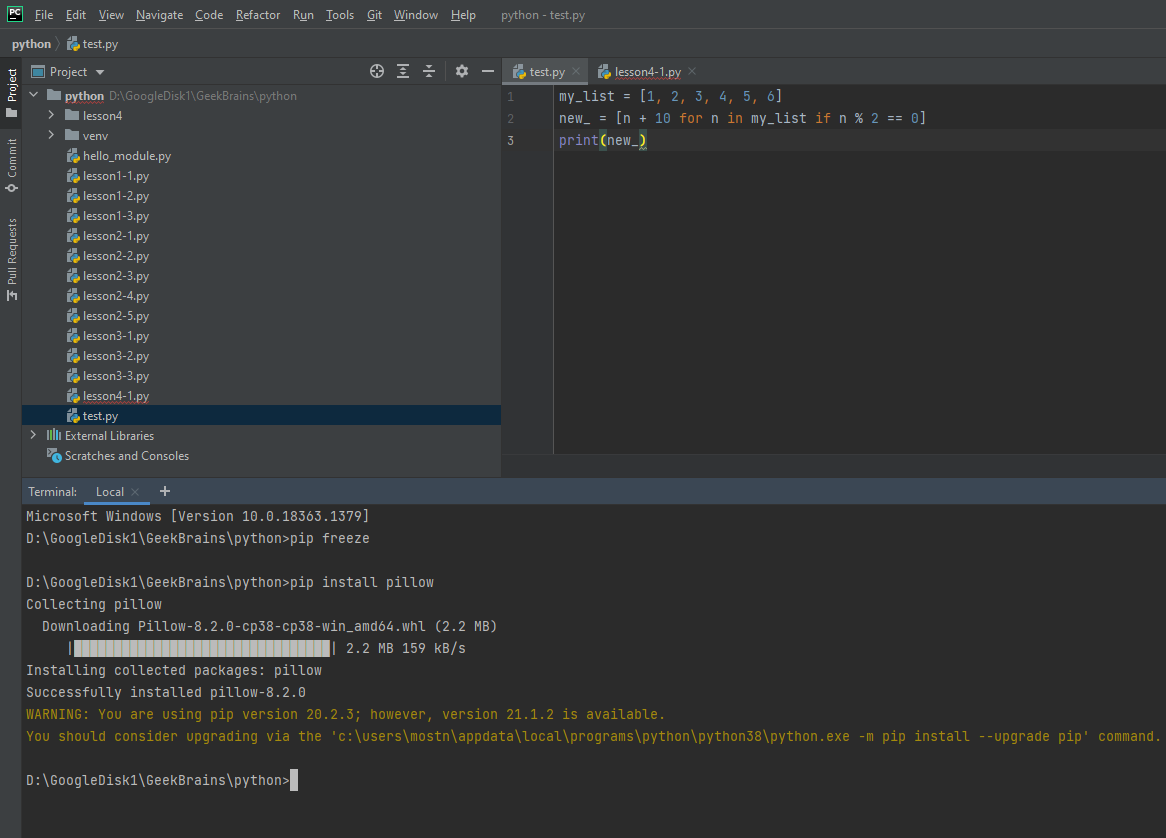 PC File Edit View Navigate Code Refactor Run Tools Git Window Help python - test.py
python test.py
Project
Commit
Pull Requests
Project
python D:\GoogleDisk1\GeekBrains\python
lesson4
venv
hello_module.py
lesson1-1.py
lesson1-2.py
lesson1-3.py
lesson2-1.py
lesson2-2.py
lesson2-3.py
lesson2-4.py
lesson2-5.py
lesson3-1.py
lesson3-2.py
lesson3-3.py
lesson4-1.py
test.py
External Libraries
Scratches and Consoles
test.py lesson4-1.py
1 my_list = [1, 2, 3, 4, 5, 6]
2 new_ = [n + 10 for n in my_list if n % 2 == 0]
3 print(new_)
Terminal: Local
Microsoft Windows [Version 10.0.18363.1379]
D:\GoogleDisk1\GeekBrains\python>pip freeze
D:\GoogleDisk1\GeekBrains\python>pip install pillow
Collecting pillow
Downloading Pillow-8.2.0-cp38-cp38-win_amd64.whl (2.2 MB)
|████████████████████████████████| 2.2 MB 159 kB/s
Installing collected packages: pillow
Successfully installed pillow-8.2.0
WARNING: You are using pip version 20.2.3; however, version 21.1.2 is available.
You should consider upgrading via the 'c:\users\mostn\appdata\local\programs\python\python38\python.exe -m pip install --upgrade pip' command.
D:\GoogleDisk1\GeekBrains\python>